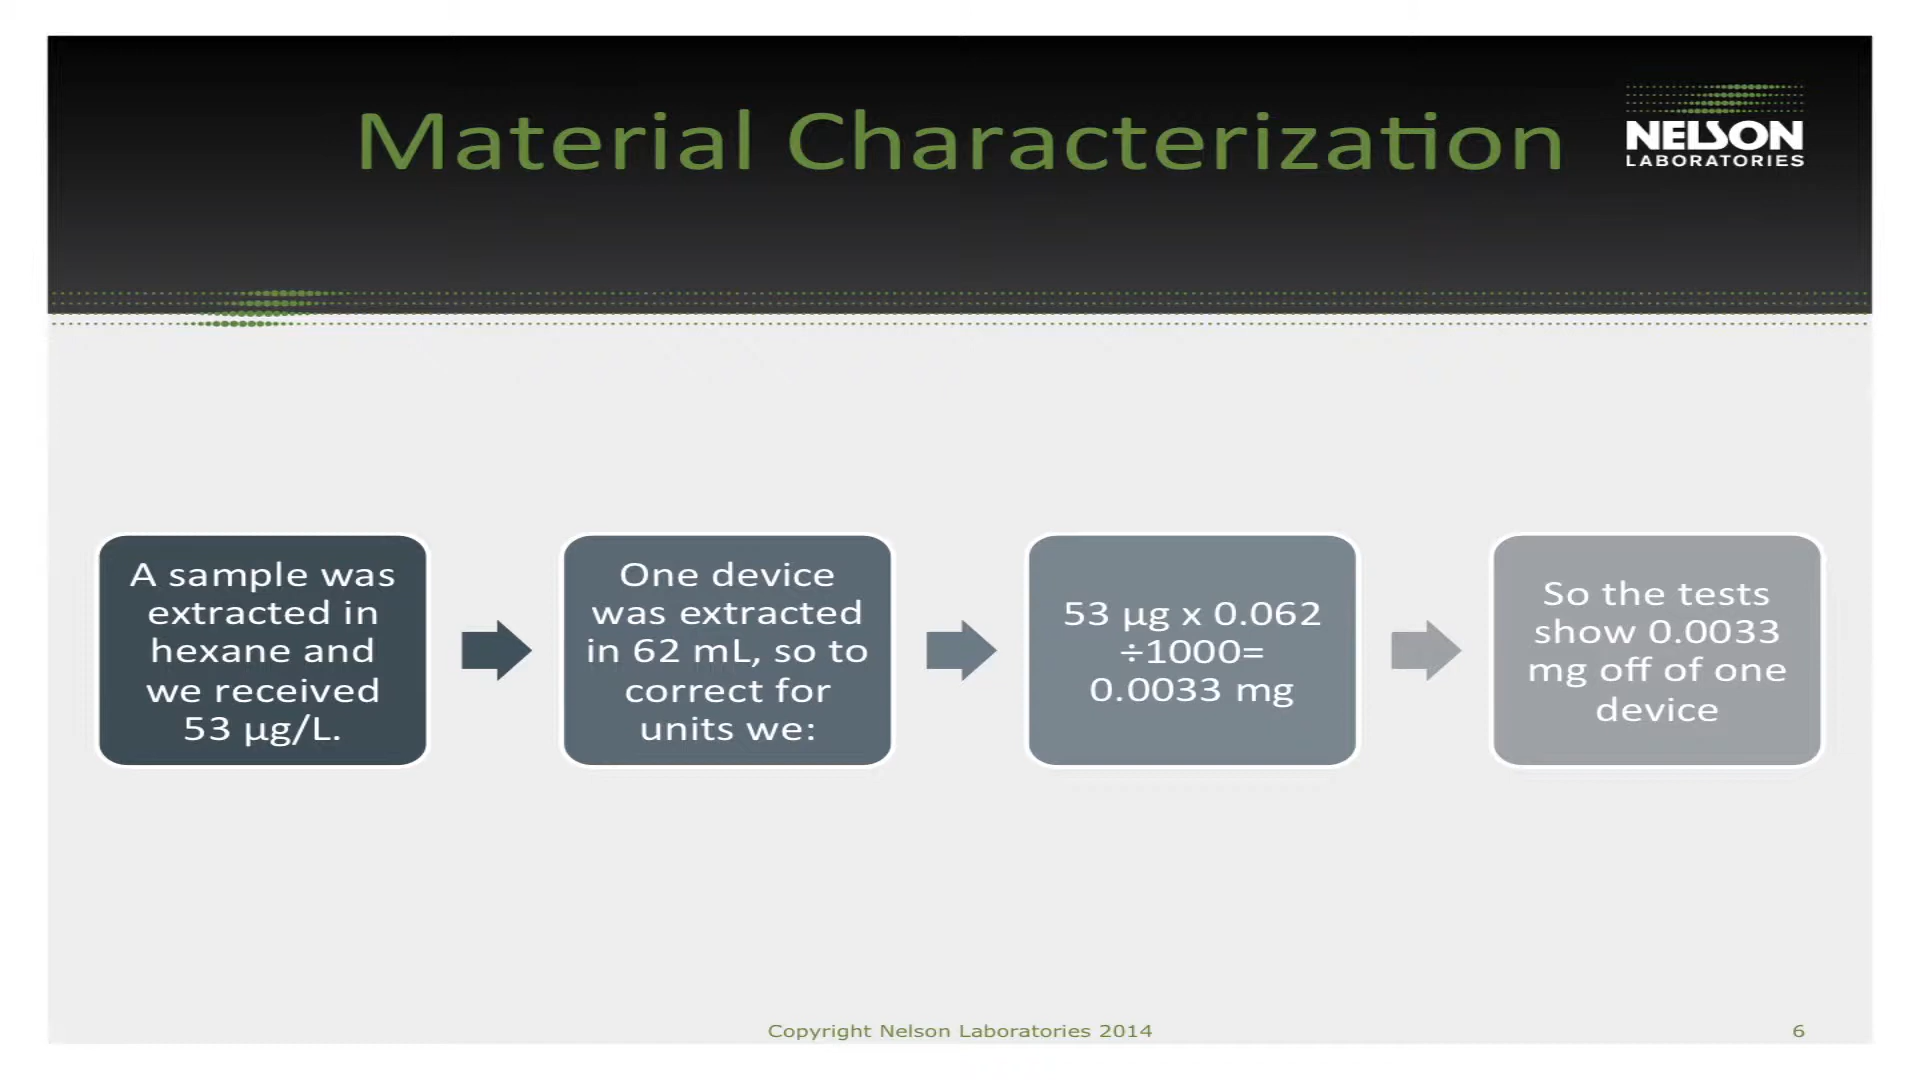 Material Characterization
NELSON
LABORATORIES
A sample was
extracted in
hexane and
we received
53 µg/L.
One device
was extracted
in 62 mL, so to
correct for
units we:
53 µg x 0.062
÷1000=
0.0033 mg
So the tests
show 0.0033
mg off of one
device
Copyright Nelson Laboratories 2014
6